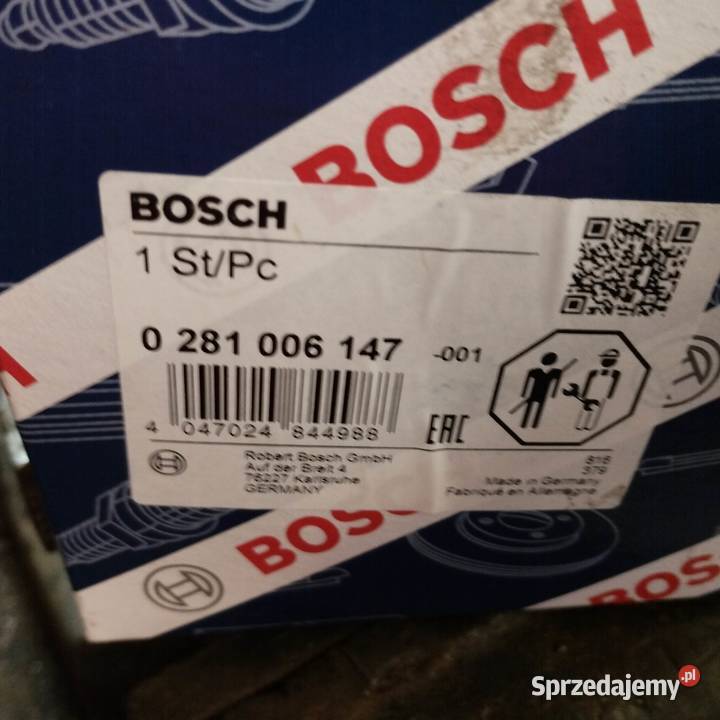 BOSCH
BOSCH
1 St/Pc
0 281 006 147 -001
4 047024 844988
EAC
Robert Bosch GmbH
Auf der Breit 4
76227 Karlsruhe
GERMANY
816
379
Made in Germany
Fabriqué en Allemagne
H
BOSCH
BOSCH
Sprzedajemy.pl